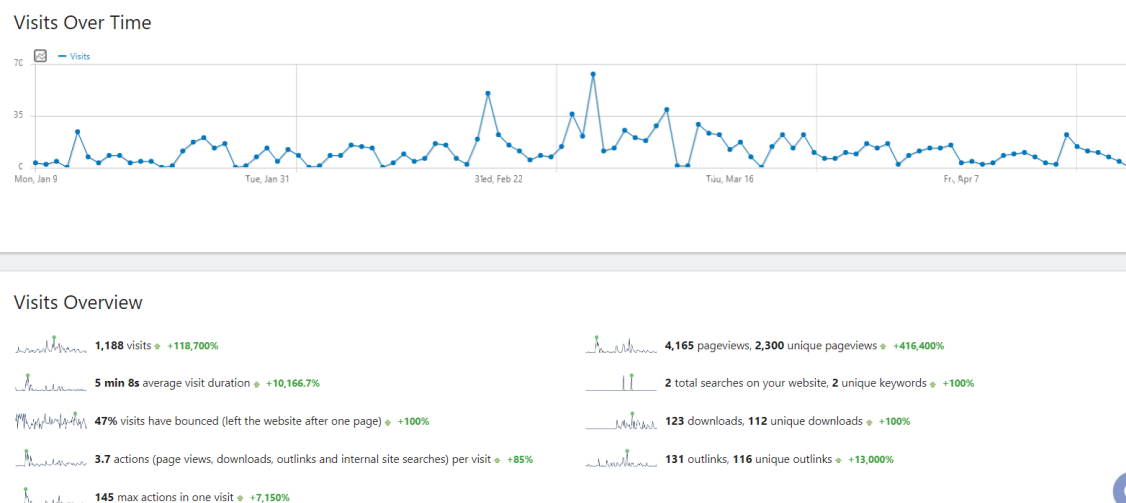 Visits Over Time
Visits
70
35
0
Mon, Jan 9
Tue, Jan 31
Feb 22
Mar 16
Apr 7
Visits Overview
1,188 visits +118,700%
4,165 pageviews, 2,300 unique pageviews +416,400%
5 min 8s average visit duration +10,166.7%
2 total searches on your website, 2 unique keywords +100%
47% visits have bounced (left the website after one page) +100%
123 downloads, 112 unique downloads +100%
3.7 actions (page views, downloads, outlinks and internal site searches) per visit +85%
131 outlinks, 116 unique outlinks +13,000%
145 max actions in one visit +7,150%